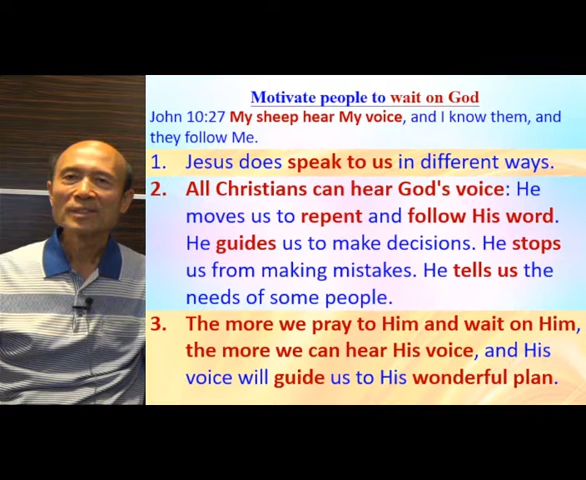 Motivate people to wait on God
John 10:27 My sheep hear My voice, and I know them, and
they follow Me.
1. Jesus does speak to us in different ways.
2. All Christians can hear God's voice: He
moves us to repent and follow His word.
He guides us to make decisions. He stops
us from making mistakes. He tells us the
needs of some people.
3. The more we pray to Him and wait on Him,
the more we can hear His voice, and His
voice will guide us to His wonderful plan.